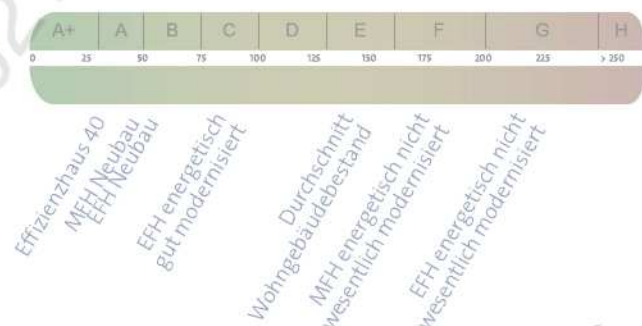 A+ A B C D E F G H
0 25 50 75 100 125 150 175 200 225 > 250
Effizienzhaus 40
MFH Neubau
EFH Neubau
EFH energetisch
gut modernisiert
Durchschnitt
Wohngebäudebestand
MFH energetisch nicht
wesentlich modernisiert
EFH energetisch nicht
wesentlich modernisiert